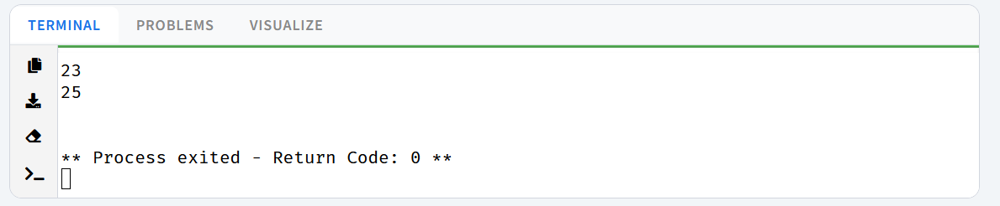 TERMINAL PROBLEMS VISUALIZE
23
25
** Process exited - Return Code: 0 **